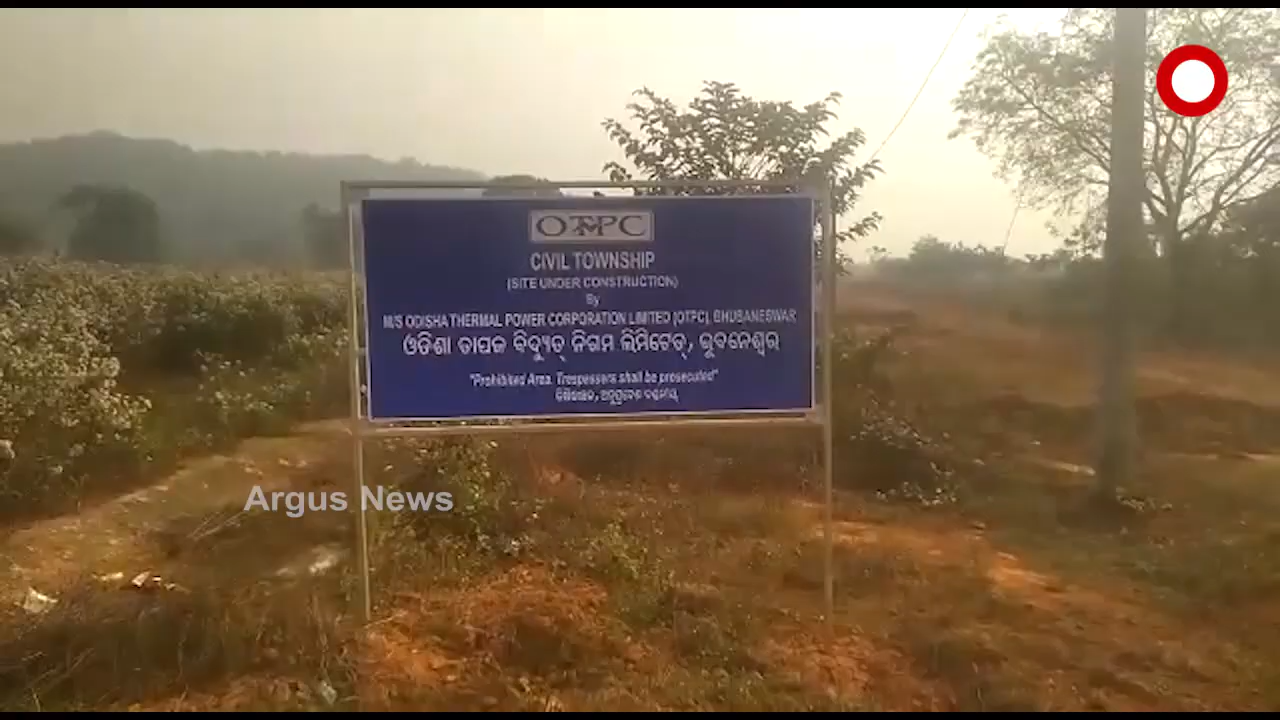 OTPC
CIVIL TOWNSHIP
(SITE UNDER CONSTRUCTION)
By
M/S ODISHA THERMAL POWER CORPORATION LIMITED (OTPC), BHUBANESWAR
ଓଡିଶା ତାପଜ ବିଦ୍ୟୁତ୍ ନିଗମ ଲିମିଟେଡ୍, ଭୁବନେଶ୍ୱର
"Prohibited Area. Trespessers shall be prosecuted"
Argus News